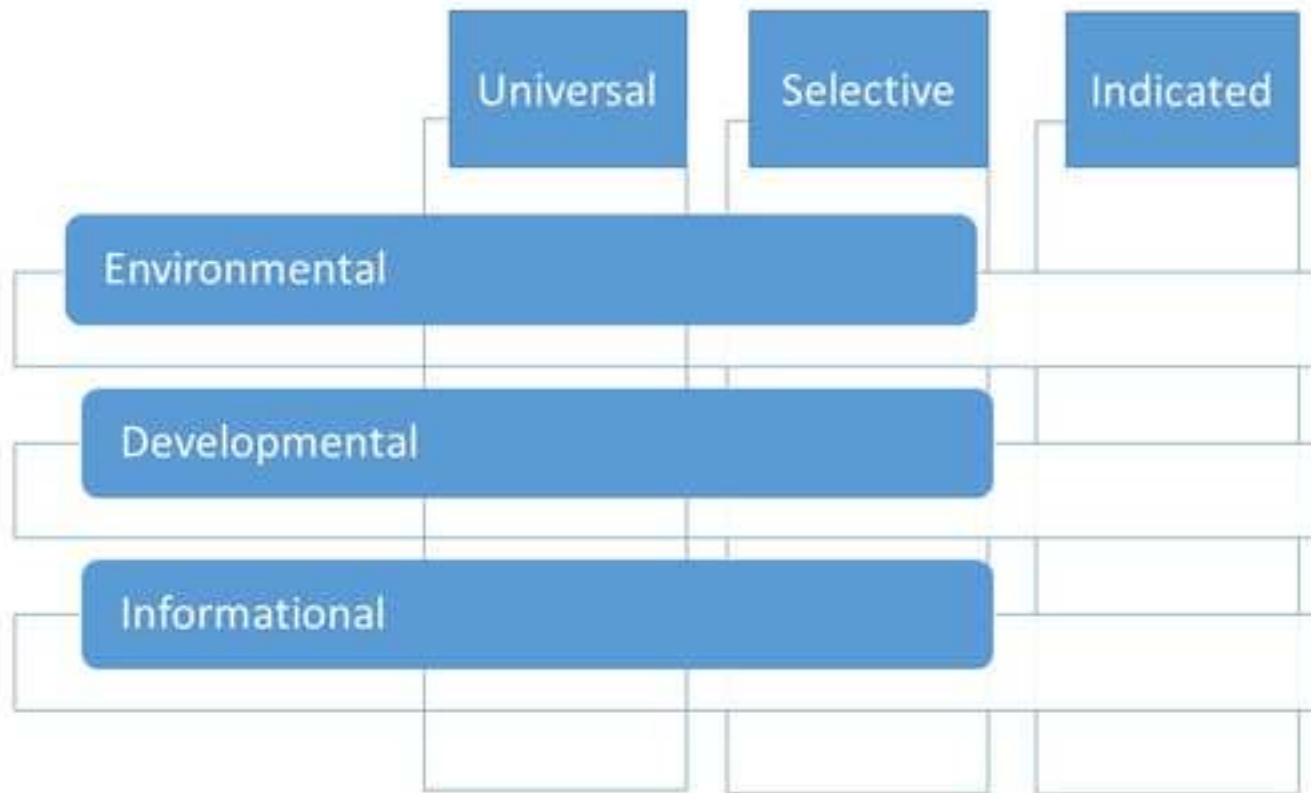 Universal
Selective
Indicated
Environmental
Developmental
Informational